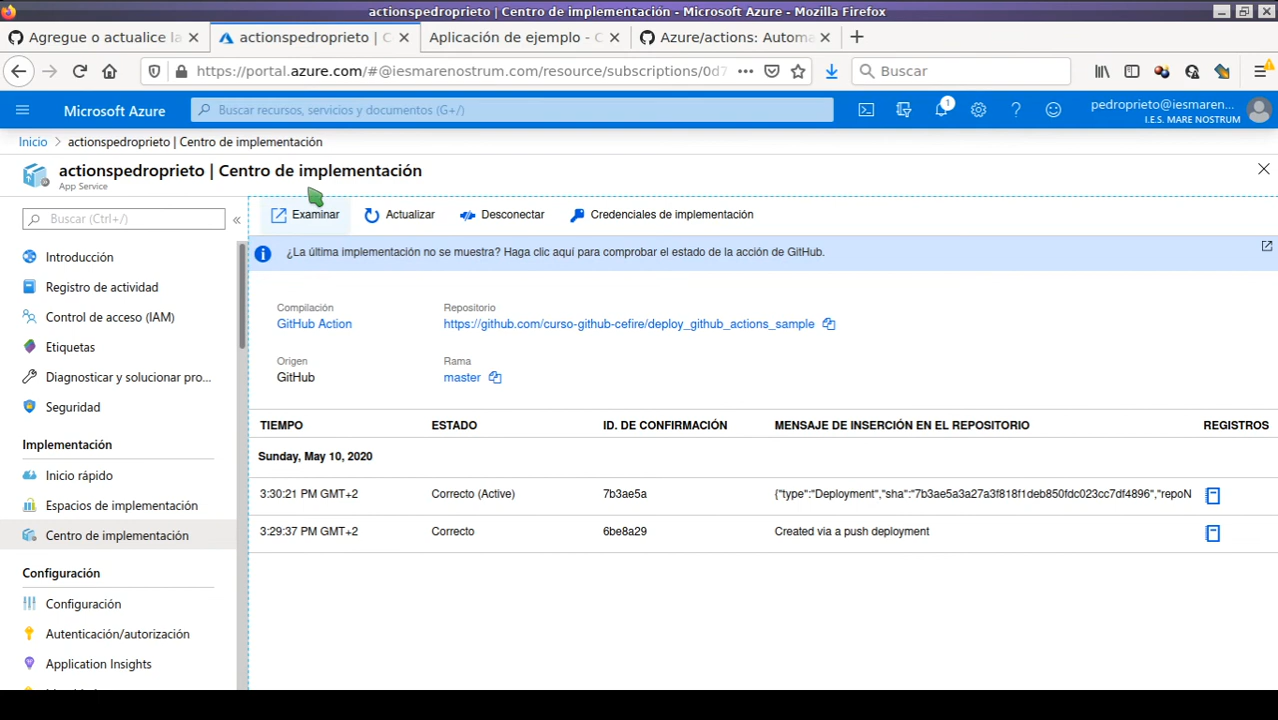 actionspedroprieto | Centro de implementación - Microsoft Azure - Mozilla Firefox
Agregue o actualice la
actionspedroprieto | C
Aplicación de ejemplo - C
Azure/actions: Automa
https://portal.azure.com/#@iesmarenostrum.com/resource/subscriptions/0d7
Buscar
Microsoft Azure
Buscar recursos, servicios y documentos (G+/)
1
pedroprieto@iesmaren...
I.E.S. MARE NOSTRUM
Inicio > actionspedroprieto | Centro de implementación
actionspedroprieto | Centro de implementación
App Service
Buscar (Ctrl+/)
«
Introducción
Registro de actividad
Control de acceso (IAM)
Etiquetas
Diagnosticar y solucionar pro...
Seguridad
Implementación
Inicio rápido
Espacios de implementación
Centro de implementación
Configuración
Configuración
Autenticación/autorización
Application Insights
Examinar
Actualizar
Desconectar
Credenciales de implementación
¿La última implementación no se muestra? Haga clic aquí para comprobar el estado de la acción de GitHub.
Compilación
GitHub Action
Repositorio
https://github.com/curso-github-cefire/deploy_github_actions_sample
Origen
GitHub
Rama
master
TIEMPO ESTADO ID. DE CONFIRMACIÓN MENSAJE DE INSERCIÓN EN EL REPOSITORIO REGISTROS
Sunday, May 10, 2020
3:30:21 PM GMT+2 Correcto (Active) 7b3ae5a {"type":"Deployment","sha":"7b3ae5a3a27a3f818f1deb850fdc023cc7df4896","repoN
3:29:37 PM GMT+2 Correcto 6be8a29 Created via a push deployment